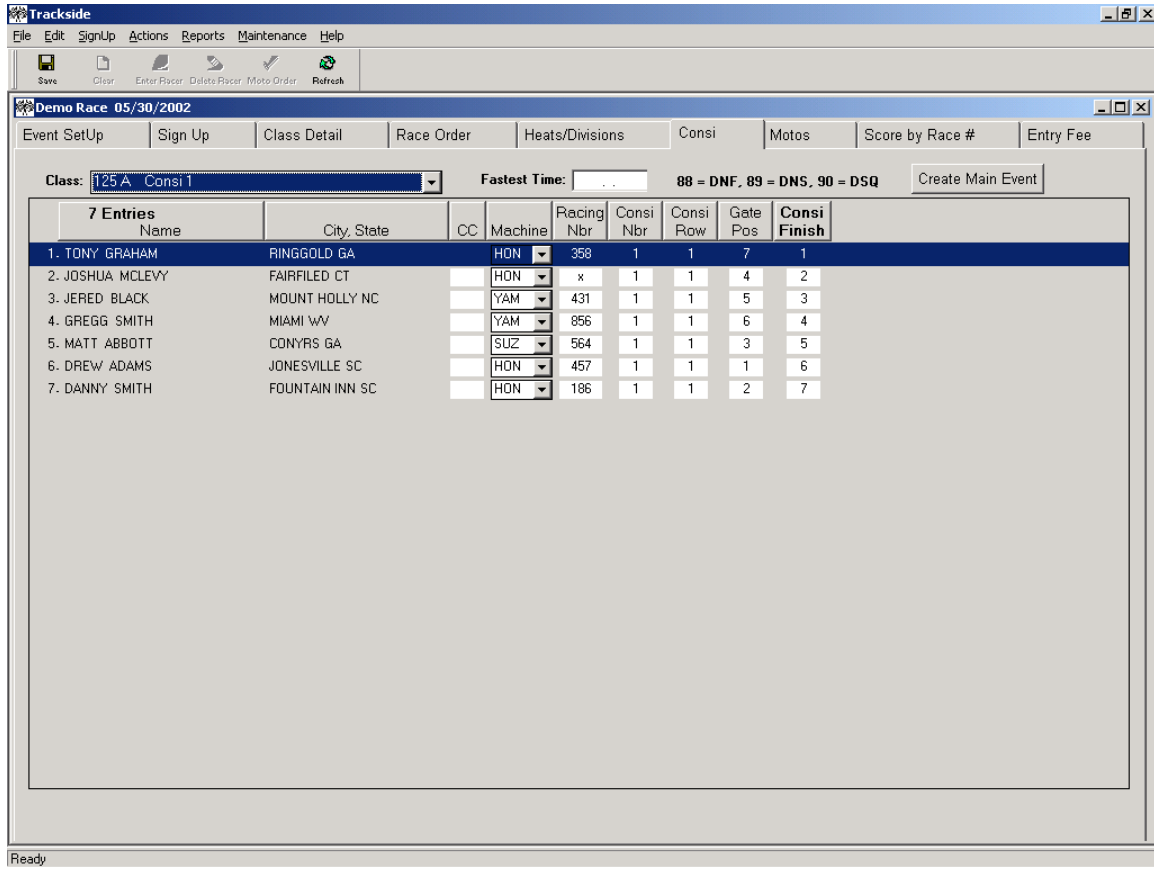 Trackside
File Edit SignUp Actions Reports Maintenance Help
Save Clear Enter Racer Delete Racer Moto Order Refresh
Demo Race 05/30/2002
Event SetUp Sign Up Class Detail Race Order Heats/Divisions Consi Motos Score by Race # Entry Fee
Class: 125 A Consi 1 Fastest Time: . . 88 = DNF, 89 = DNS, 90 = DSQ Create Main Event
7 Entries Racing Consi Consi Gate Consi
Name City, State CC Machine Nbr Nbr Row Pos Finish
1. TONY GRAHAM RINGGOLD GA HON 358 1 1 7 1
2. JOSHUA MCLEVY FAIRFILED CT HON x 1 1 4 2
3. JERED BLACK MOUNT HOLLY NC YAM 431 1 1 5 3
4. GREGG SMITH MIAMI WV YAM 856 1 1 6 4
5. MATT ABBOTT CONYRS GA SUZ 564 1 1 3 5
6. DREW ADAMS JONESVILLE SC HON 457 1 1 1 6
7. DANNY SMITH FOUNTAIN INN SC HON 186 1 1 2 7
Ready